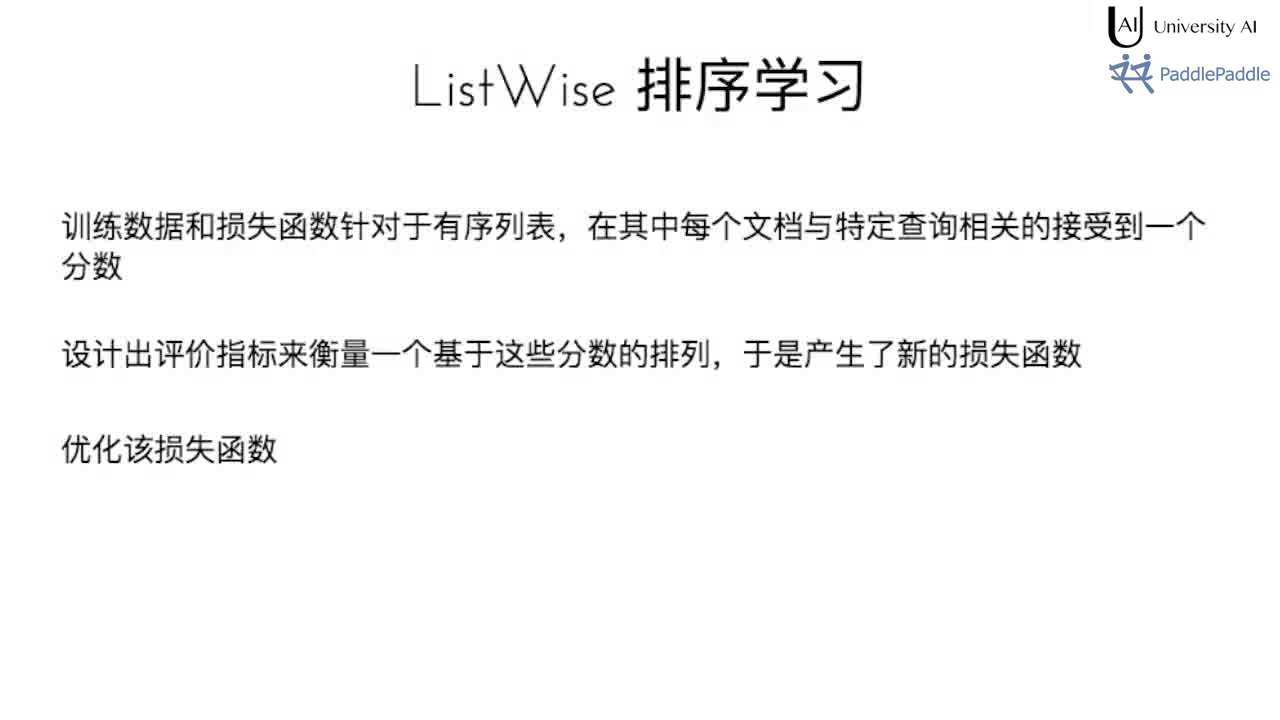 UAI University AI
PaddlePaddle
ListWise 排序学习
训练数据和损失函数针对于有序列表，在其中每个文档与特定查询相关的接受到一个
分数
设计出评价指标来衡量一个基于这些分数的排列，于是产生了新的损失函数
优化该损失函数